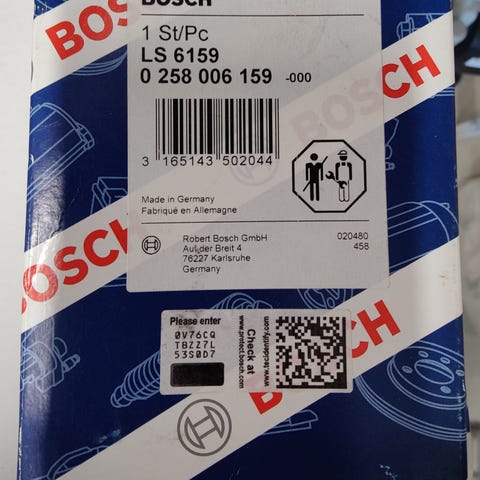 BOSCH
BOSCH
1 St/Pc
LS 6159
0 258 006 159 -000
BOSCH
3 165143 502044
Made in Germany
Fabriqué en Allemagne
BOSCH
Robert Bosch GmbH
Auf der Breit 4
76227 Karlsruhe
Germany
020480
458
BOSCH
Please enter
0V76CQ
TBZZ7L
53S0D7
Check at
www.protect.bosch.com